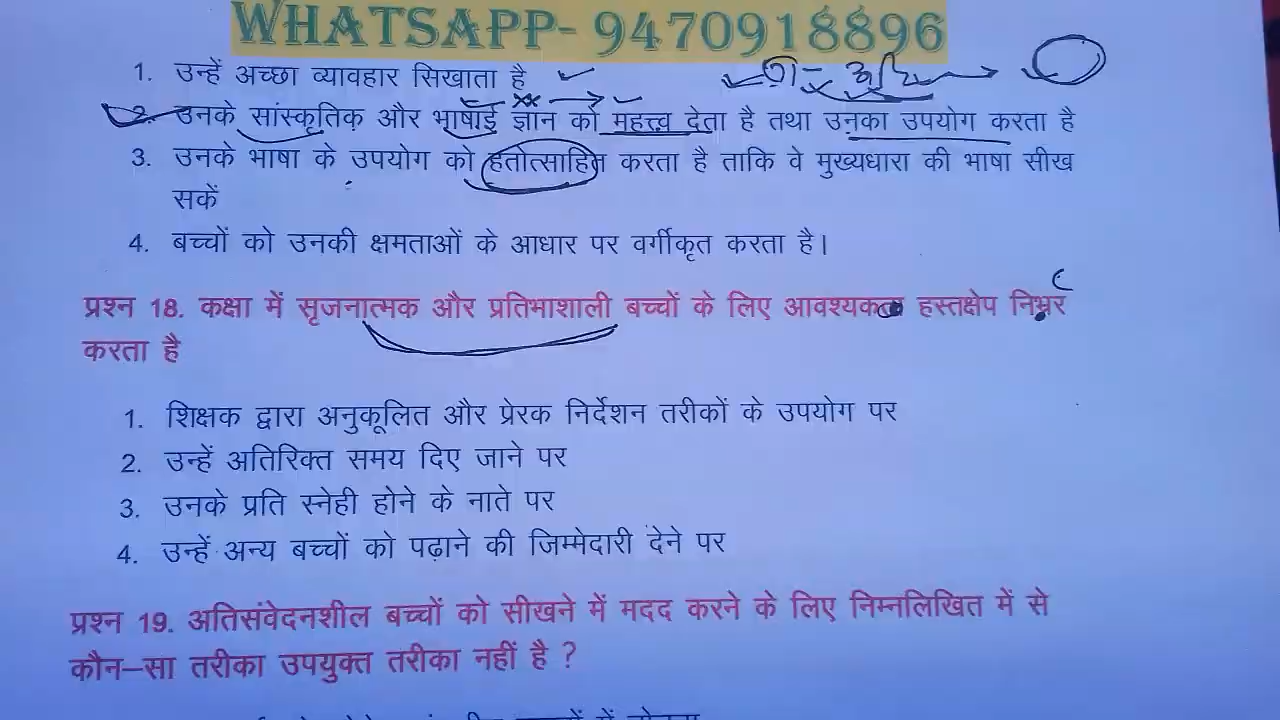 WHATSAPP- 9470918896
1. उन्हें अच्छा व्यावहार सिखाता है
2. उनके सांस्कृतिक और भाषाई ज्ञान को महत्त्व देता है तथा उनका उपयोग करता है
3. उनके भाषा के उपयोग को हतोत्साहित करता है ताकि वे मुख्यधारा की भाषा सीख
सकें
4. बच्चों को उनकी क्षमताओं के आधार पर वर्गीकृत करता है।
प्रश्न 18. कक्षा में सृजनात्मक और प्रतिभाशाली बच्चों के लिए आवश्यक हस्तक्षेप निर्भर
करता है
1. शिक्षक द्वारा अनुकूलित और प्रेरक निर्देशन तरीकों के उपयोग पर
2. उन्हें अतिरिक्त समय दिए जाने पर
3. उनके प्रति स्नेही होने के नाते पर
4. उन्हें अन्य बच्चों को पढ़ाने की जिम्मेदारी देने पर
प्रश्न 19. अतिसंवेदनशील बच्चों को सीखने में मदद करने के लिए निम्नलिखित में से
कौन–सा तरीका उपयुक्त तरीका नहीं है ?